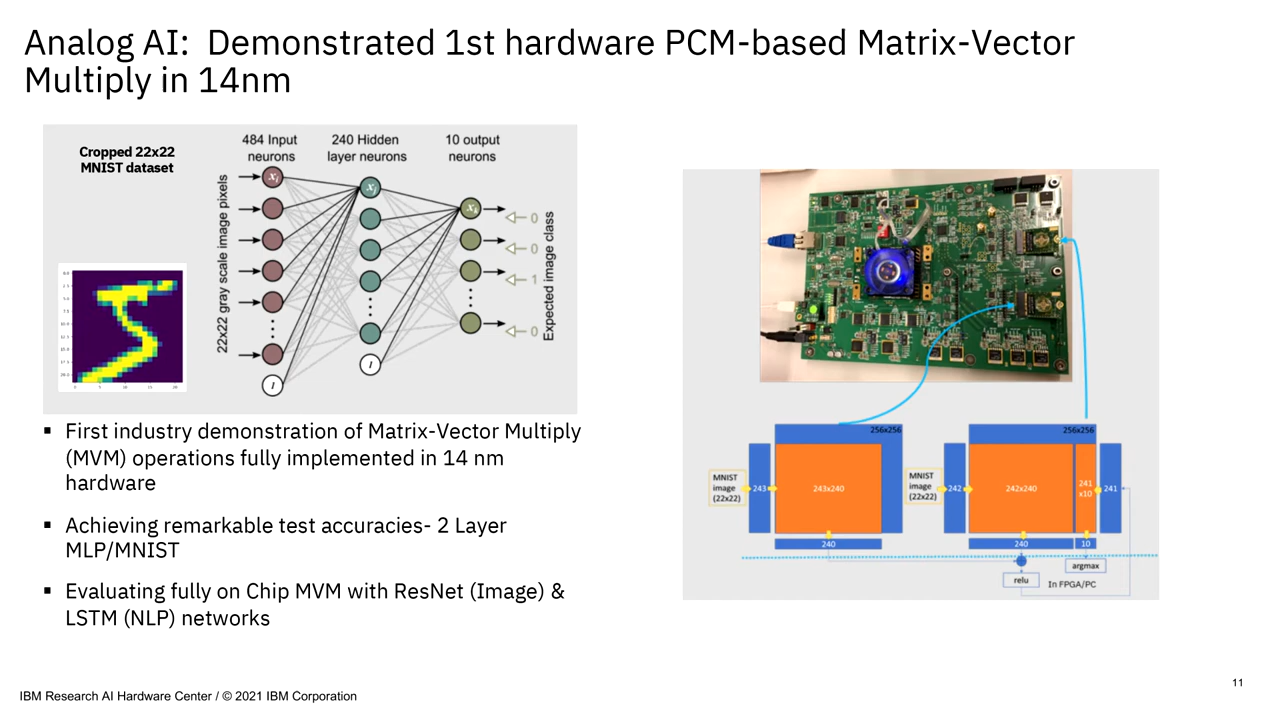 Analog AI:  Demonstrated 1st hardware PCM-based Matrix-Vector
Multiply in 14nm
Cropped 22x22
MNIST dataset
484 Input
neurons
240 Hidden
layer neurons
10 output
neurons
22x22 gray scale image pixels
Expected image class
0
0
1
0
1
1
▪ First industry demonstration of Matrix-Vector Multiply
(MVM) operations fully implemented in 14 nm
hardware
▪ Achieving remarkable test accuracies- 2 Layer
MLP/MNIST
▪ Evaluating fully on Chip MVM with ResNet (Image) &
LSTM (NLP) networks
256x256
256x256
MNIST
image
(22x22)
243
243x240
240
MNIST
image
(22x22)
242
242x240
241
x10
241
240
10
argmax
relu
In FPGA/PC
IBM Research AI Hardware Center / © 2021 IBM Corporation
11